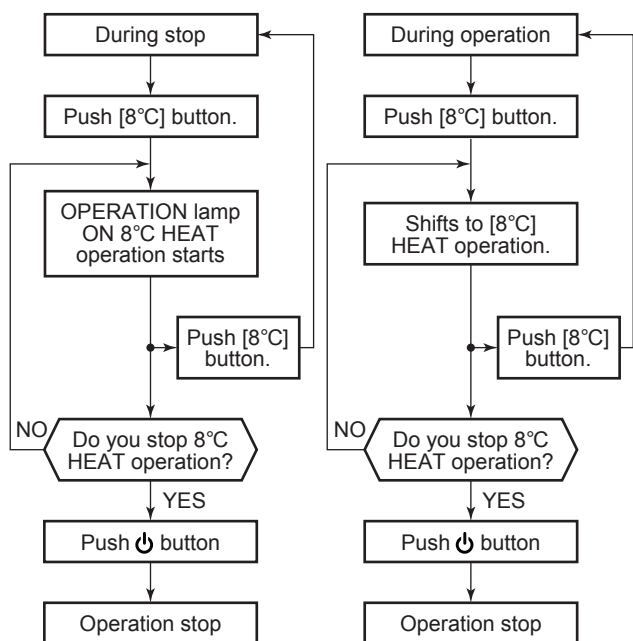 During stop
Push [8°C] button.
OPERATION lamp
ON 8°C HEAT
operation starts
Push [8°C]
button.
NO
Do you stop 8°C
HEAT operation?
YES
Push button
Operation stop
During operation
Push [8°C] button.
Shifts to [8°C]
HEAT operation.
Push [8°C]
button.
NO
Do you stop 8°C
HEAT operation?
YES
Push button
Operation stop